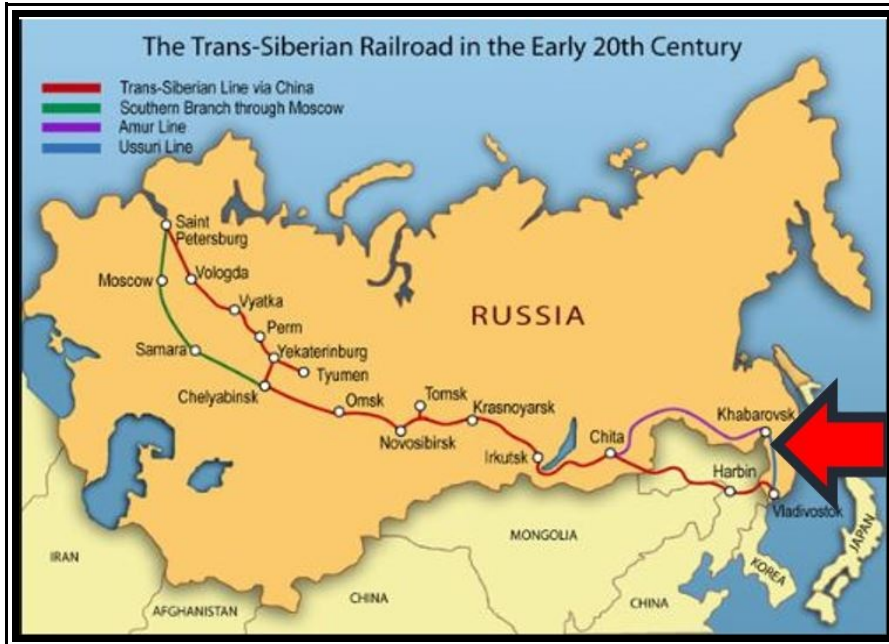 The Trans-Siberian Railroad in the Early 20th Century
Trans-Siberian Line via China
Southern Branch through Moscow
Amur Line
Ussuri Line
Saint
Petersburg
Moscow
Vologda
Vyatka
Perm
Samara
Yekaterinburg
Tyumen
Chelyabinsk
Omsk
Tomsk
Novosibirsk
Krasnoyarsk
RUSSIA
Irkutsk
Chita
Khabarovsk
Harbin
Vladivostok
IRAN
AFGHANISTAN
CHINA
MONGOLIA
CHINA
KOREA
JAPAN